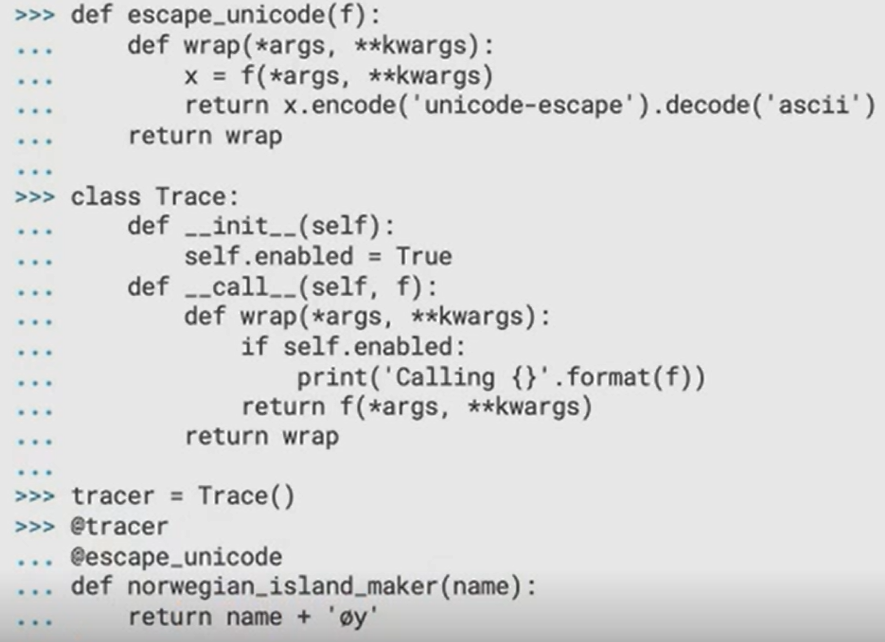 >>> def escape_unicode(f):
...     def wrap(*args, **kwargs):
...         x = f(*args, **kwargs)
...         return x.encode('unicode-escape').decode('ascii')
...     return wrap
...
>>> class Trace:
...     def __init__(self):
...         self.enabled = True
...     def __call__(self, f):
...         def wrap(*args, **kwargs):
...             if self.enabled:
...                 print('Calling {}'.format(f))
...             return f(*args, **kwargs)
...         return wrap
...
>>> tracer = Trace()
>>> @tracer
... @escape_unicode
... def norwegian_island_maker(name):
...     return name + 'øy'